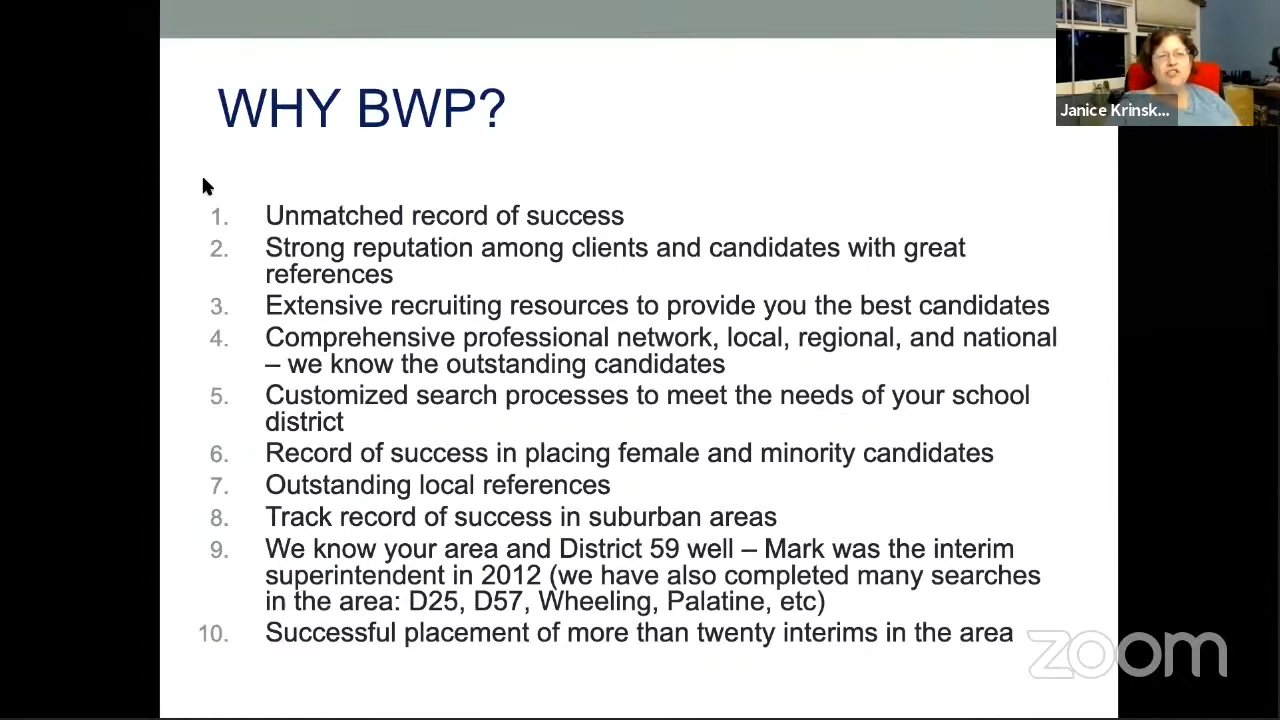 WHY BWP?
Janice Krinsk...
1. Unmatched record of success
2. Strong reputation among clients and candidates with great
references
3. Extensive recruiting resources to provide you the best candidates
4. Comprehensive professional network, local, regional, and national
– we know the outstanding candidates
5. Customized search processes to meet the needs of your school
district
6. Record of success in placing female and minority candidates
7. Outstanding local references
8. Track record of success in suburban areas
9. We know your area and District 59 well – Mark was the interim
superintendent in 2012 (we have also completed many searches
in the area: D25, D57, Wheeling, Palatine, etc)
10. Successful placement of more than twenty interims in the area
zoom